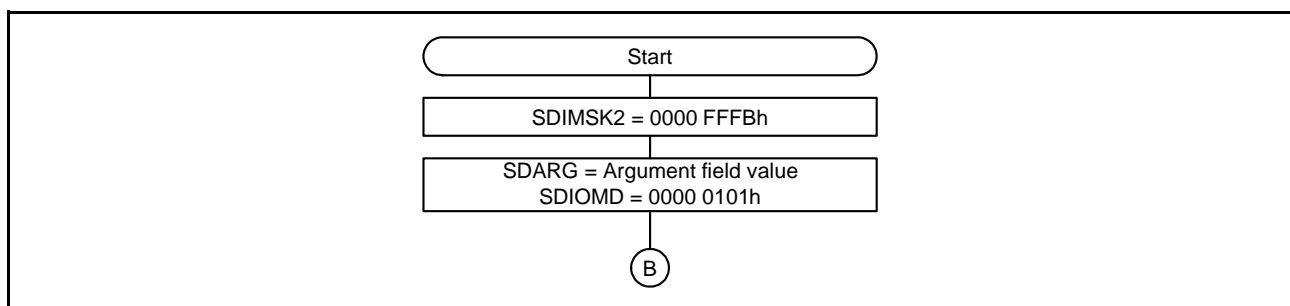 Start
SDIMSK2 = 0000 FFFBh
SDARG = Argument field value
SDIOMD = 0000 0101h
B